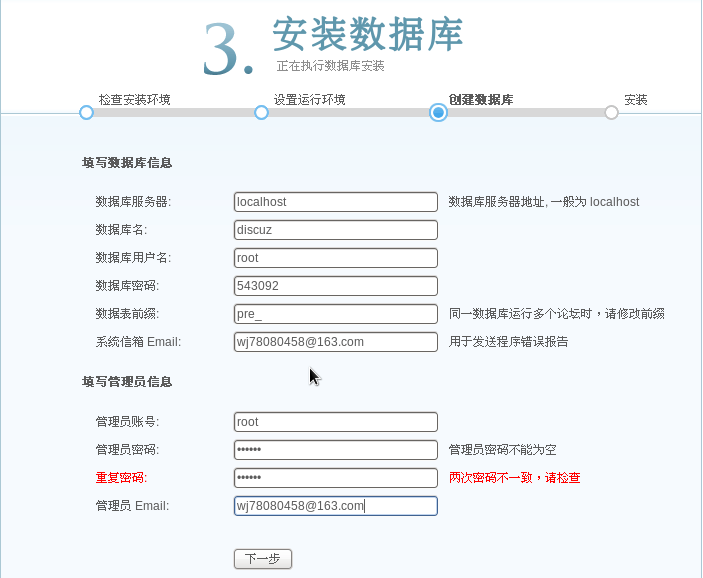 3. 安装数据库
正在执行数据库安装
检查安装环境 设置运行环境 创建数据库 安装
填写数据库信息
数据库服务器: localhost 数据库服务器地址, 一般为 localhost
数据库名: discuz
数据库用户名: root
数据库密码: 543092
数据表前缀: pre_ 同一数据库运行多个论坛时，请修改前缀
系统信箱 Email: wj78080458@163.com 用于发送程序错误报告
填写管理员信息
管理员账号: root
管理员密码: •••••• 管理员密码不能为空
重复密码: •••••• 两次密码不一致，请检查
管理员 Email: wj78080458@163.com
下一步